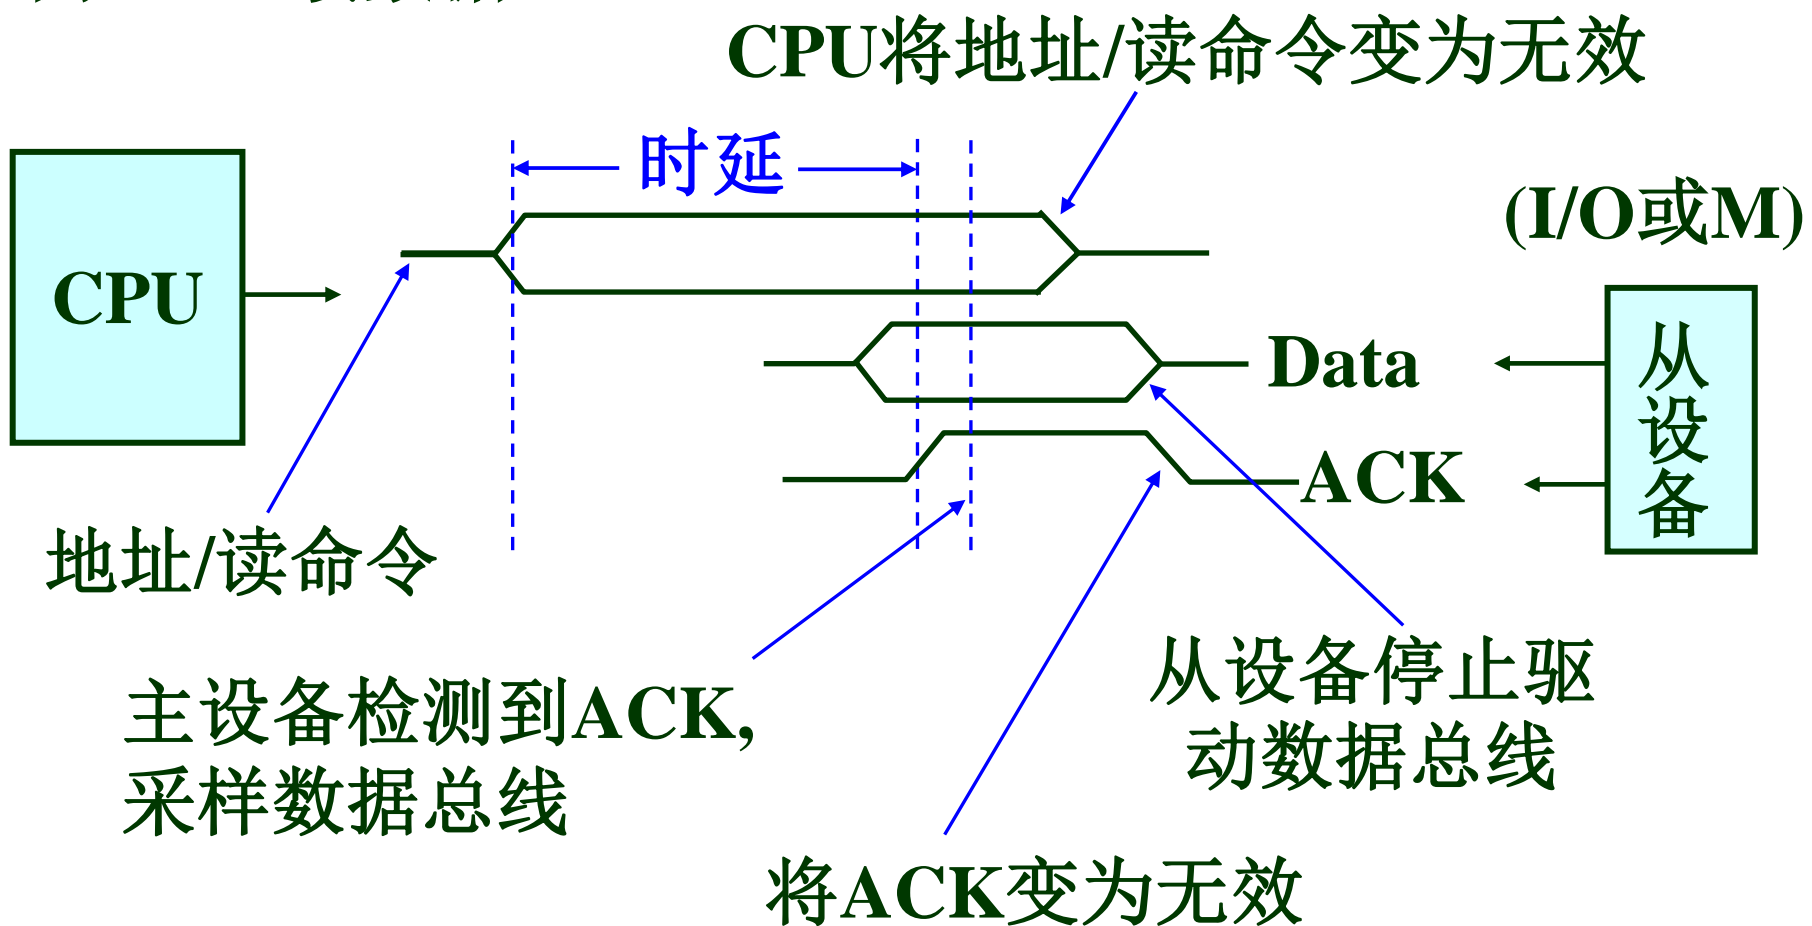 CPU将地址/读命令变为无效
时延
(I/O或M)
CPU
从设备
Data
ACK
地址/读命令
主设备检测到ACK,
采样数据总线
从设备停止驱
动数据总线
将ACK变为无效